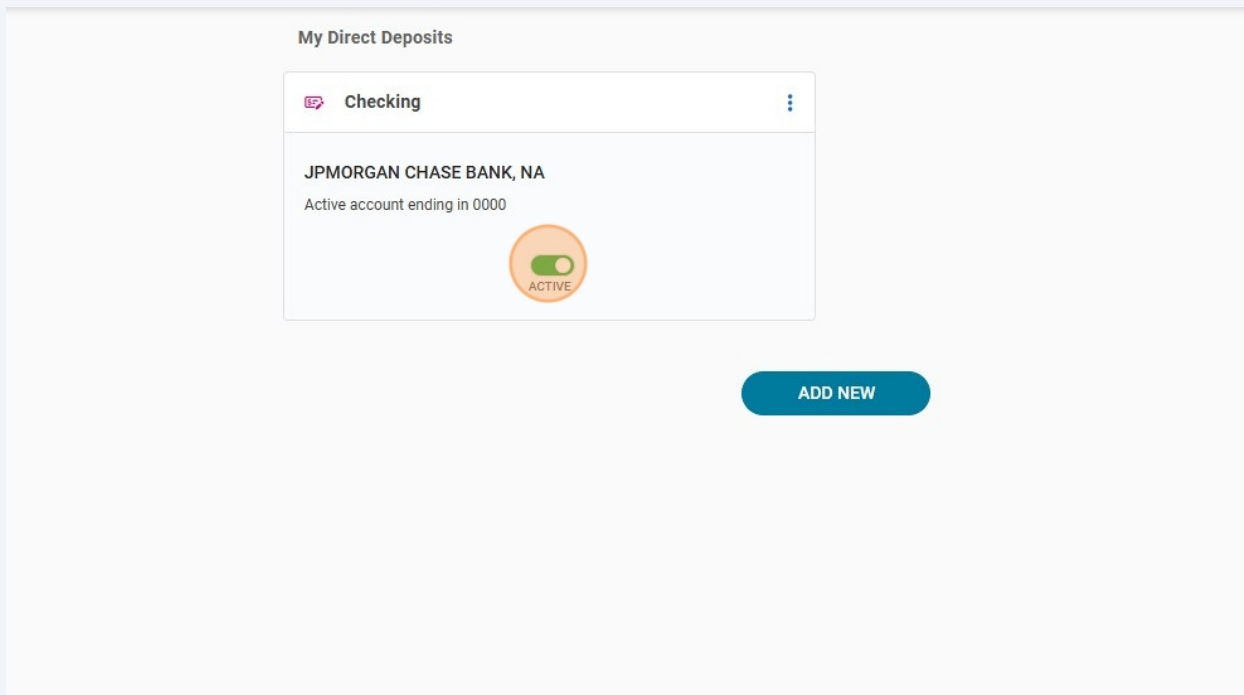 My Direct Deposits
Checking
JPMORGAN CHASE BANK, NA
Active account ending in 0000
ACTIVE
ADD NEW